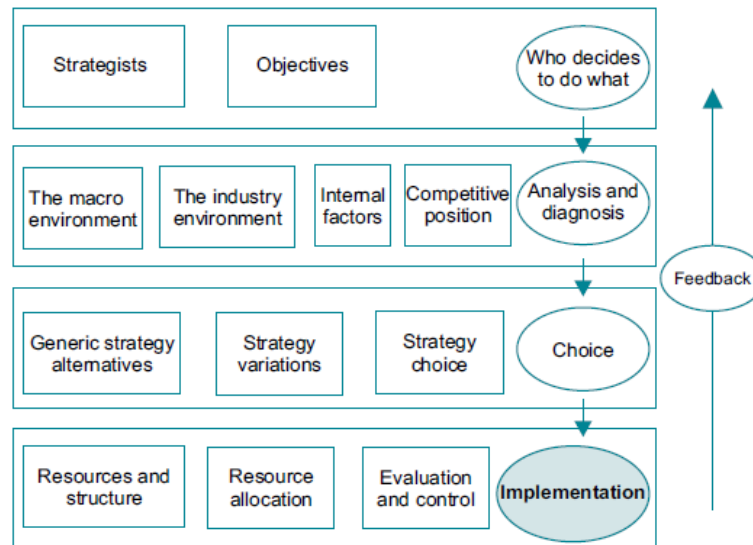 Strategists
Objectives
Who decides
to do what
The macro
environment
The industry
environment
Internal
factors
Competitive
position
Analysis and
diagnosis
Feedback
Generic strategy
alternatives
Strategy
variations
Strategy
choice
Choice
Resources and
structure
Resource
allocation
Evaluation
and control
Implementation